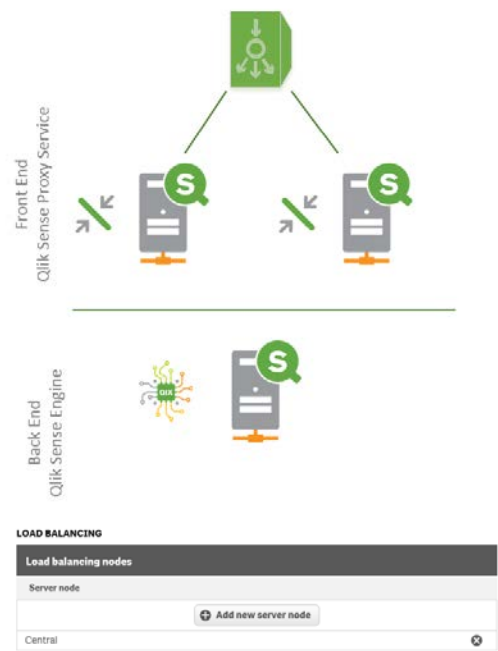 Front End
Qlik Sense Proxy Service
S
S
Back End
Qlik Sense Engine
QIX
S
LOAD BALANCING
Load balancing nodes
Server node
Add new server node
Central